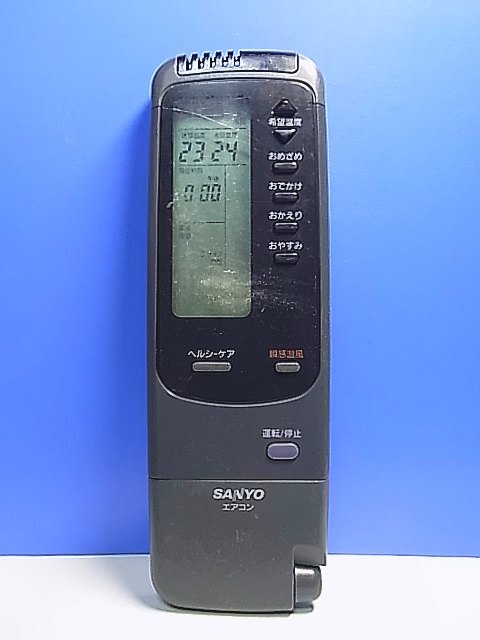 希望温度
23 24
おめざめ
午後
0:00
おでかけ
おかえり
おやすみ
ヘルシーケア
瞬感温風
運転/停止
SANYO
エアコン